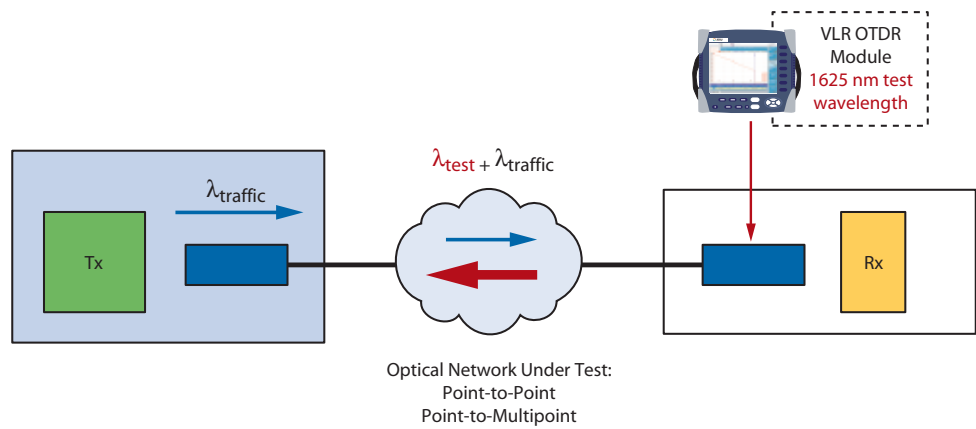 VLR OTDR
Module
1625 nm test
wavelength
λtest + λtraffic
λtraffic
Tx
Rx
Optical Network Under Test:
Point-to-Point
Point-to-Multipoint